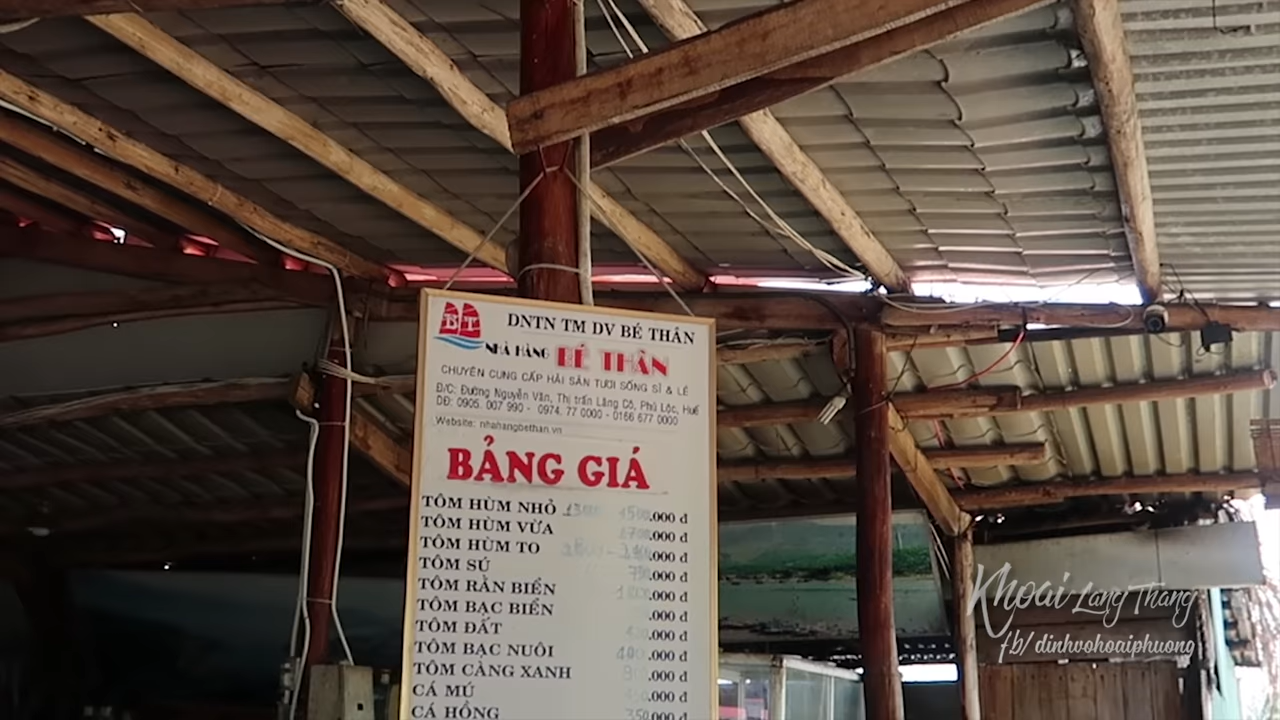 BT
DNTN TM DV BÉ THÂN
NHÀ HÀNG BÉ THÂN
CHUYÊN CUNG CẤP HẢI SẢN TƯƠI SỐNG SỈ & LẺ
Đ/C: Đường Nguyễn Văn, Thị trấn Lăng Cô, Phú Lộc, Huế
DĐ: 0905. 007 990 - 0974. 77 0000 - 0166 677 0000
Website: nhahangbethan.vn
BẢNG GIÁ
TÔM HÙM NHỎ .000 đ
TÔM HÙM VỪA .000 đ
TÔM HÙM TO .000 đ
TÔM SÚ .000 đ
TÔM RẰN BIỂN .000 đ
TÔM BẠC BIỂN .000 đ
TÔM ĐẤT .000 đ
TÔM BẠC NUÔI .000 đ
TÔM CÀNG XANH .000 đ
CÁ MÚ .000 đ
CÁ HỒNG 350.000 đ
Khoai Lang Thang
fb/dinhvohoaiphuong